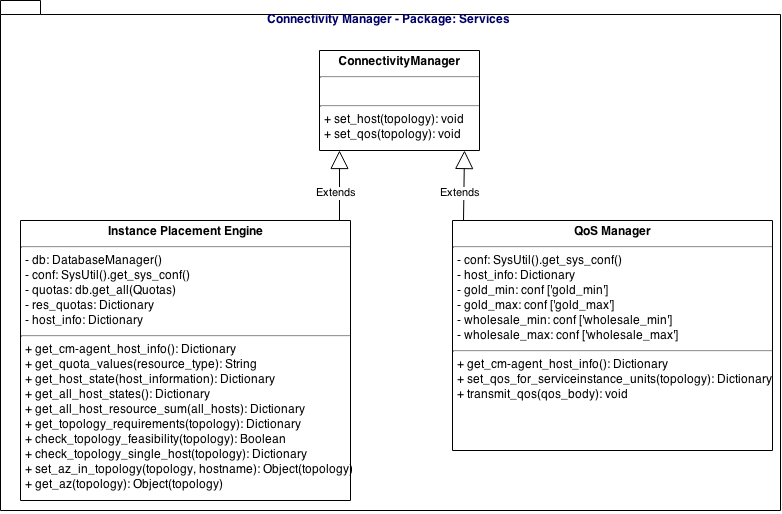 Connectivity Manager - Package: Services
ConnectivityManager
+ set_host(topology): void
+ set_qos(topology): void
Extends
Extends
Instance Placement Engine
- db: DatabaseManager()
- conf: SysUtil().get_sys_conf()
- quotas: db.get_all(Quotas)
- res_quotas: Dictionary
- host_info: Dictionary
+ get_cm-agent_host_info(): Dictionary
+ get_quota_values(resource_type): String
+ get_host_state(host_information): Dictionary
+ get_all_host_states(): Dictionary
+ get_all_host_resource_sum(all_hosts): Dictionary
+ get_topology_requirements(topology): Dictionary
+ check_topology_feasibility(topology): Boolean
+ check_topology_single_host(topology): Dictionary
+ set_az_in_topology(topology, hostname): Object(topology)
+ get_az(topology): Object(topology)
QoS Manager
- conf: SysUtil().get_sys_conf()
- host_info: Dictionary
- gold_min: conf ['gold_min']
- gold_max: conf ['gold_max']
- wholesale_min: conf ['wholesale_min']
- wholesale_max: conf ['wholesale_max']
+ get_cm-agent_host_info(): Dictionary
+ set_qos_for_serviceinstance_units(topology): Dictionary
+ transmit_qos(qos_body): void